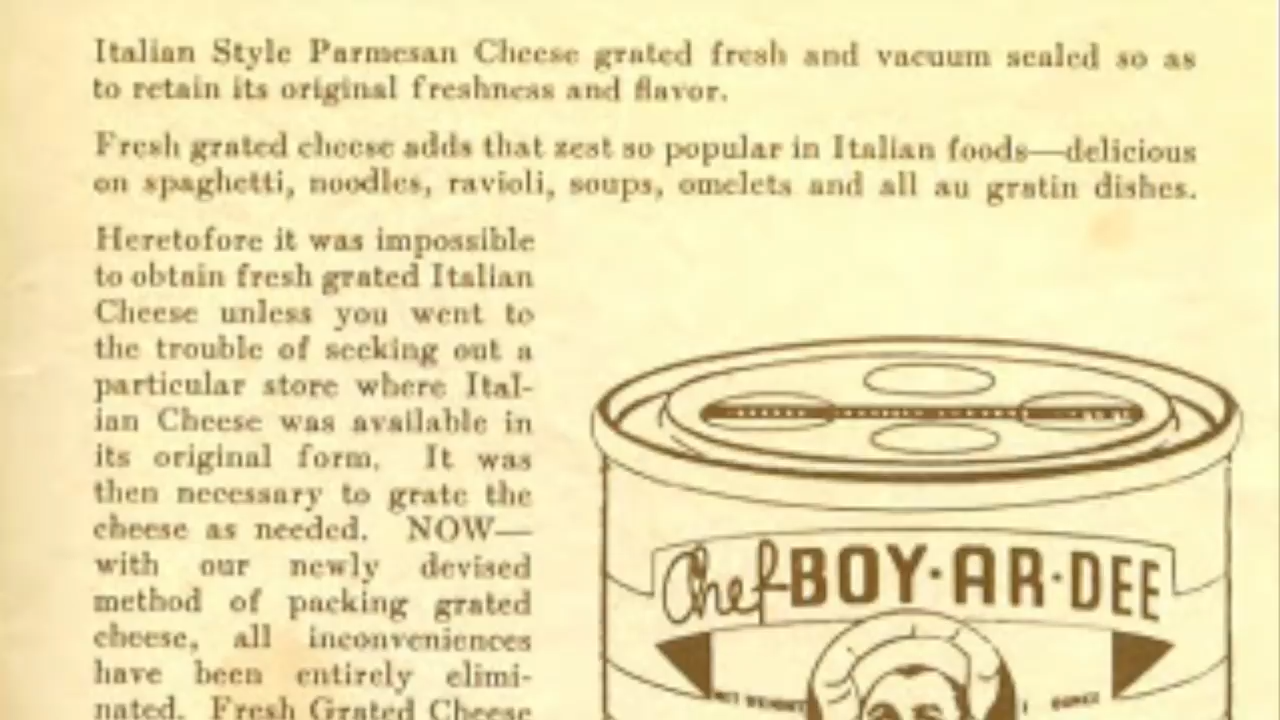 Italian Style Parmesan Cheese grated fresh and vacuum sealed so as
to retain its original freshness and flavor.
Fresh grated cheese adds that zest so popular in Italian foods—delicious
on spaghetti, noodles, ravioli, soups, omelets and all au gratin dishes.
Heretofore it was impossible
to obtain fresh grated Italian
Cheese unless you went to
the trouble of seeking out a
particular store where Ital-
ian Cheese was available in
its original form. It was
then necessary to grate the
cheese as needed. NOW—
with our newly devised
method of packing grated
cheese, all inconveniences
have been entirely elimi-
nated. Fresh Grated Cheese
Chef BOY·AR·DEE
NET WEIGHT
OUNCE